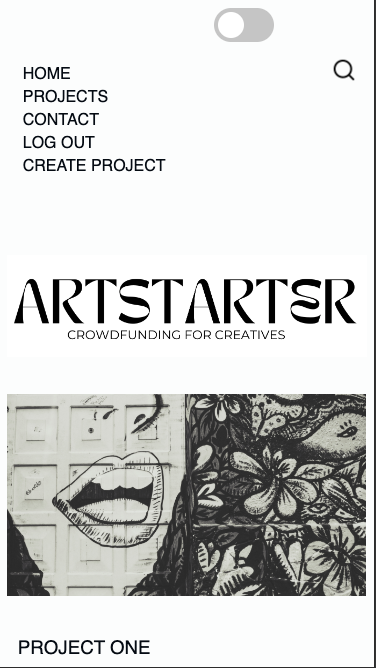 HOME
PROJECTS
CONTACT
LOG OUT
CREATE PROJECT
ARTSTARTER
CROWDFUNDING FOR CREATIVES
PROJECT ONE